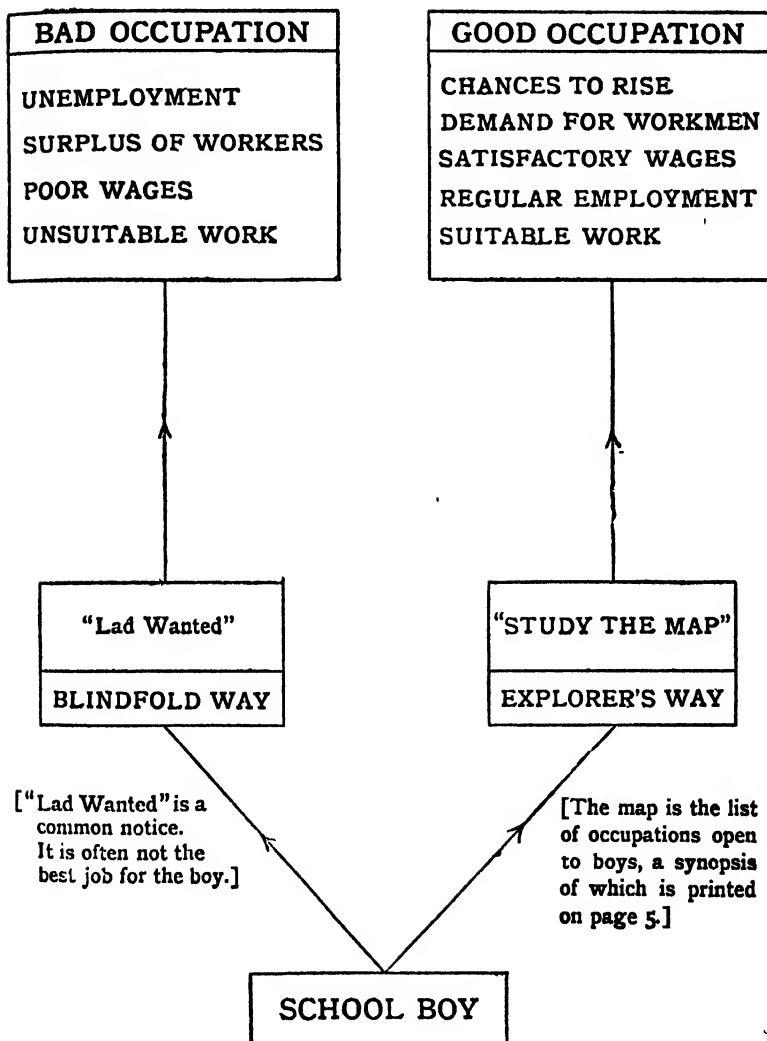 BAD OCCUPATION
UNEMPLOYMENT
SURPLUS OF WORKERS
POOR WAGES
UNSUITABLE WORK
GOOD OCCUPATION
CHANCES TO RISE
DEMAND FOR WORKMEN
SATISFACTORY WAGES
REGULAR EMPLOYMENT
SUITABLE WORK
"Lad Wanted"
BLINDFOLD WAY
"STUDY THE MAP"
EXPLORER'S WAY
["Lad Wanted" is a
common notice.
It is often not the
best job for the boy.]
[The map is the list
of occupations open
to boys, a synopsis
of which is printed
on page 5.]
SCHOOL BOY